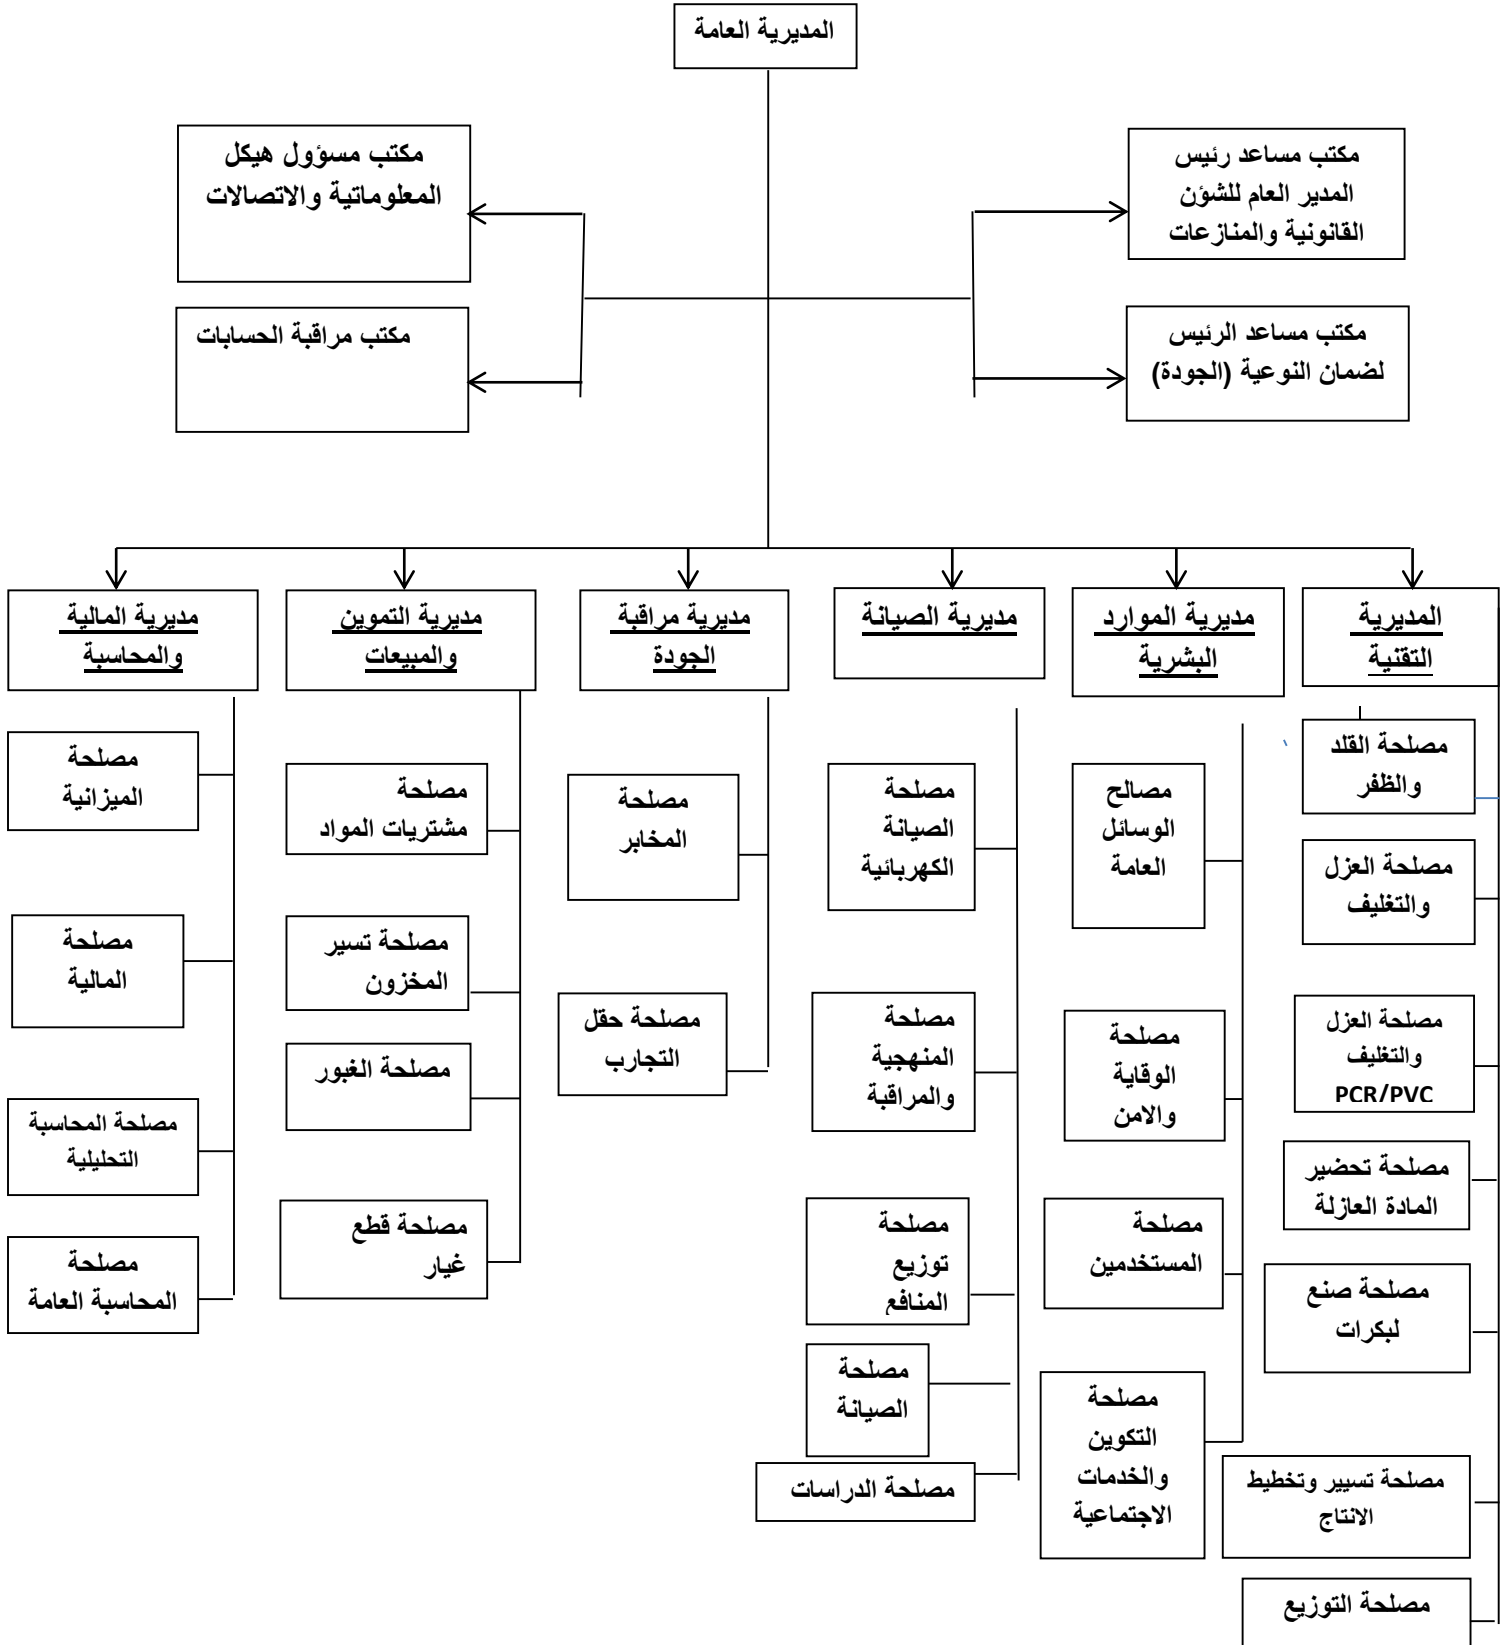 المديرية العامة
مكتب مساعد رئيس
المدير العام للشؤن
القانونية والمنازعات
مكتب مسؤول هيكل
المعلوماتية والاتصالات
مكتب مساعد الرئيس
لضمان النوعية (الجودة)
مكتب مراقبة الحسابات
المديرية
التقنية
مديرية الموارد
البشرية
مديرية الصيانة
مديرية مراقبة
الجودة
مديرية التموين
والمبيعات
مديرية المالية
والمحاسبة
مصلحة القلد
والظفر
مصلحة العزل
والتغليف
مصلحة العزل
والتغليف
PCR/PVC
مصلحة تحضير
المادة العازلة
مصلحة صنع
لبكرات
مصلحة تسيير وتخطيط
الانتاج
مصلحة التوزيع
مصالح
الوسائل
العامة
مصلحة
الوقاية
والامن
مصلحة
المستخدمين
مصلحة
التكوين
والخدمات
الاجتماعية
مصلحة
الصيانة
الكهربائية
مصلحة
المنهجية
والمراقبة
مصلحة
توزيع
المنافع
مصلحة
الصيانة
مصلحة الدراسات
مصلحة
المخابر
مصلحة حقل
التجارب
مصلحة
مشتريات المواد
مصلحة تسير
المخزون
مصلحة الغبور
مصلحة قطع
غيار
مصلحة
الميزانية
مصلحة
المالية
مصلحة المحاسبة
التحليلية
مصلحة
المحاسبة العامة